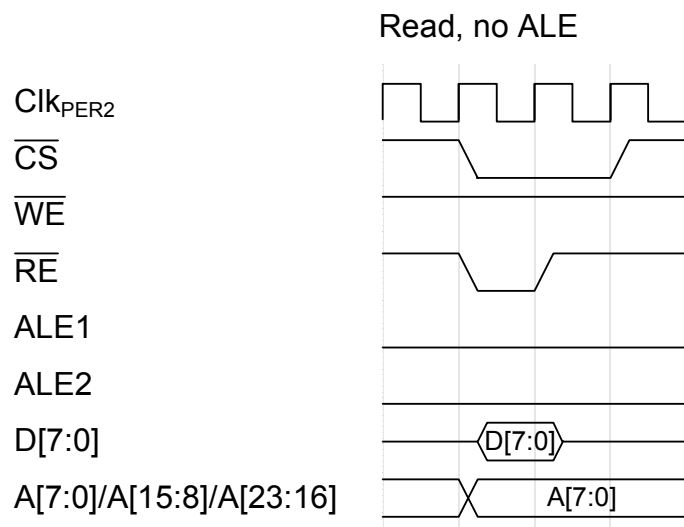 Read, no ALE
ClkPER2
CS
WE
RE
ALE1
ALE2
D[7:0] D[7:0]
A[7:0]/A[15:8]/A[23:16] A[7:0]